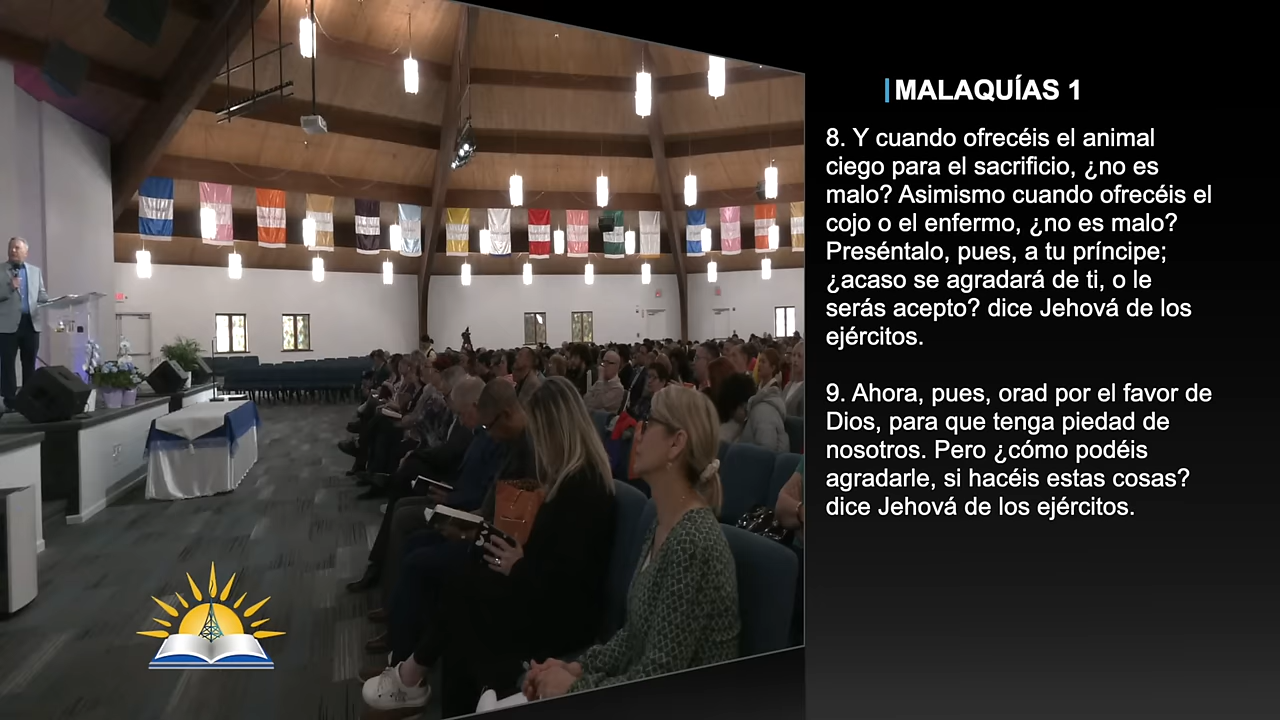 MALAQUÍAS 1
8. Y cuando ofrecéis el animal
ciego para el sacrificio, ¿no es
malo? Asimismo cuando ofrecéis el
cojo o el enfermo, ¿no es malo?
Preséntalo, pues, a tu príncipe;
¿acaso se agradará de ti, o le
serás acepto? dice Jehová de los
ejércitos.
9. Ahora, pues, orad por el favor de
Dios, para que tenga piedad de
nosotros. Pero ¿cómo podéis
agradarle, si hacéis estas cosas?
dice Jehová de los ejércitos.